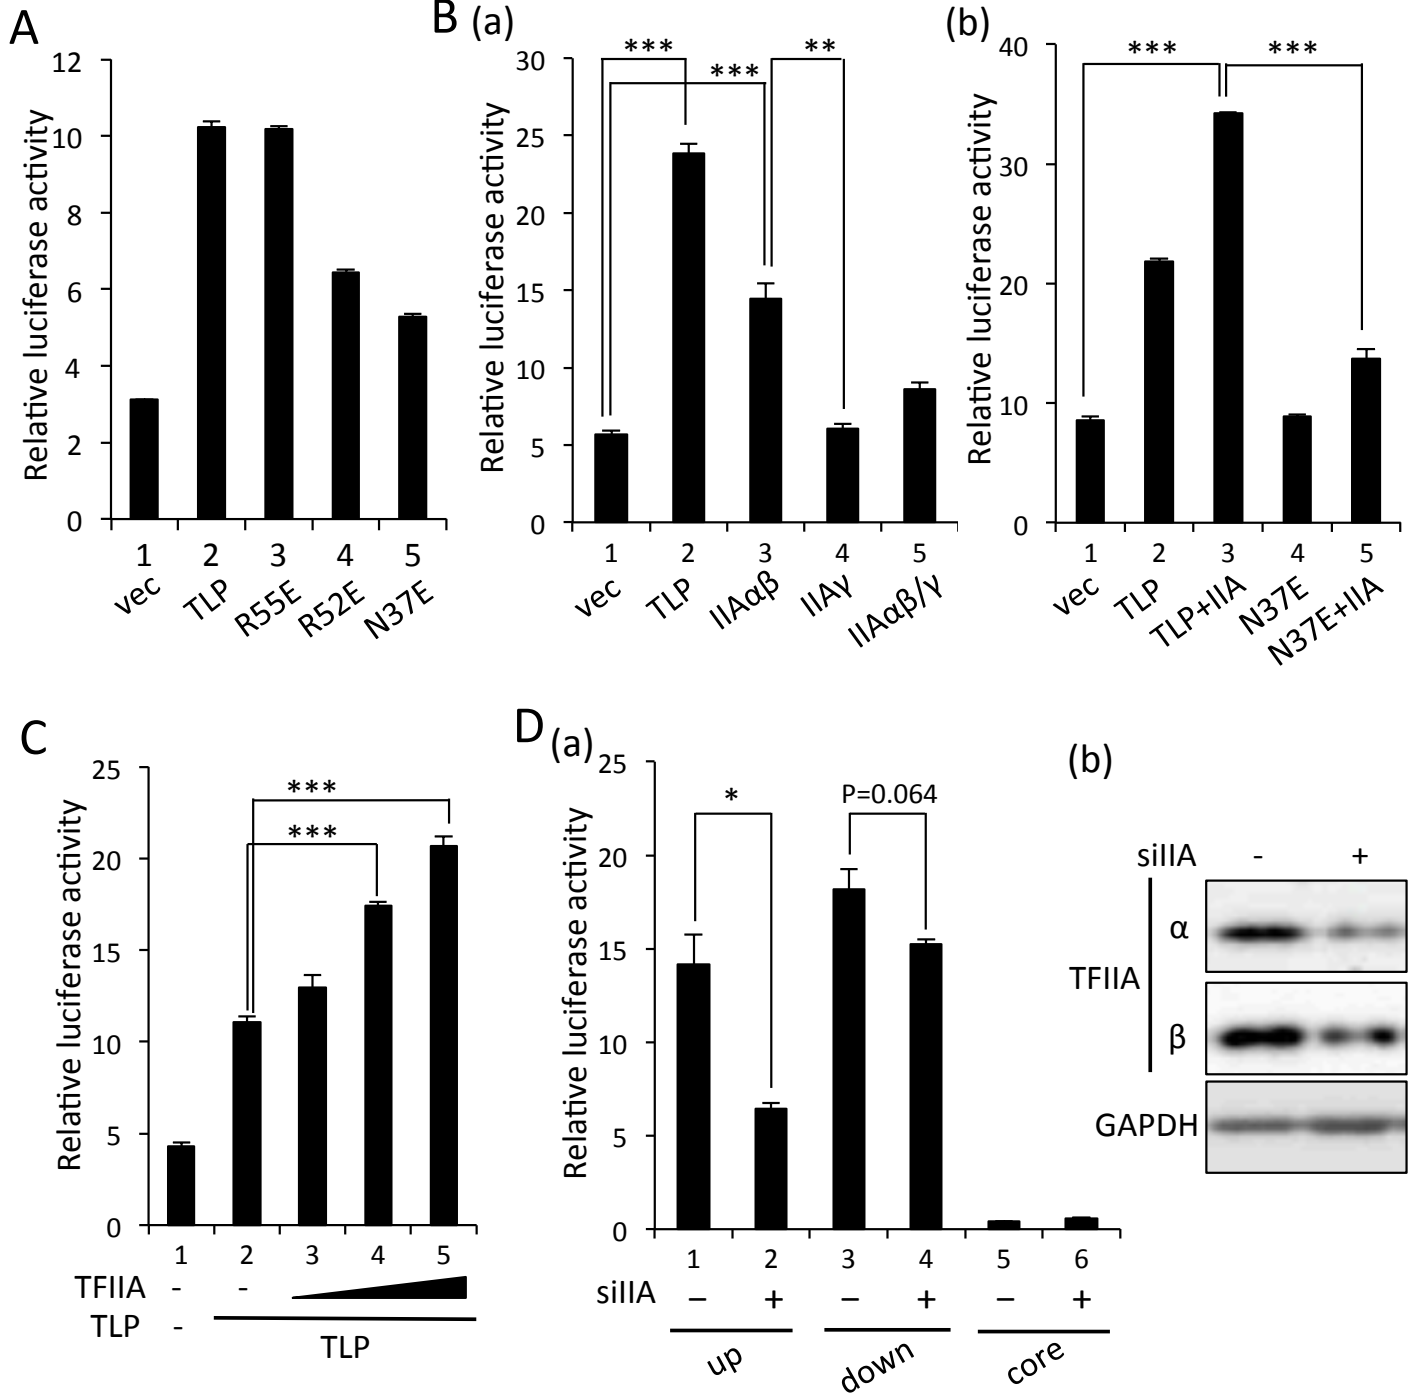 A
Relative luciferase activity
12
10
8
6
4
2
0
1 2 3 4 5
vec TLP R55E R52E N37E
B (a)
Relative luciferase activity
30
25
20
15
10
5
0
*** **
***
1 2 3 4 5
vec TLP IIAαβ IIAγ IIAαβ/γ
(b)
Relative luciferase activity
40
30
20
10
0
*** ***
1 2 3 4 5
vec TLP TLP+IIA N37E N37E+IIA
C
Relative luciferase activity
25
20
15
10
5
0
***
***
1 2 3 4 5
TFIIA - -
TLP -
TLP
D (a)
Relative luciferase activity
25
20
15
10
5
0
* P=0.064
1 2 3 4 5 6
siIIA – + – + – +
up down core
(b)
siIIA - +
α
TFIIA
β
GAPDH